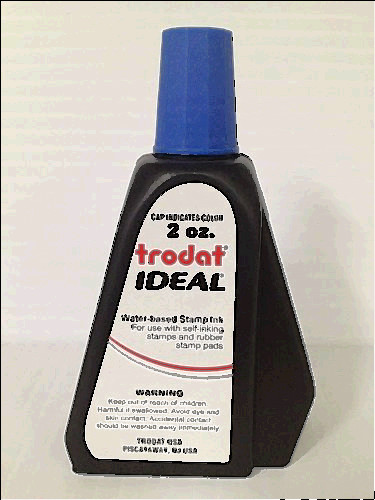 CAP INDICATES COLOR
2 oz.
trodat®
IDEAL®
Water-based Stamp Ink
For use with self-inking
stamps and rubber
stamp pads
WARNING
Keep out of reach of children.
Harmful if swallowed. Avoid eye and
skin contact. Accidental contact
should be washed away immediately.
TRODAT USA
PISCATAWAY, NJ USA